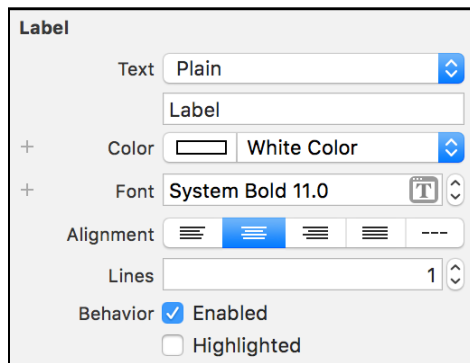 Label
Text Plain
Label
+ Color White Color
+ Font System Bold 11.0 T
Alignment ---
Lines 1
Behavior Enabled
Highlighted